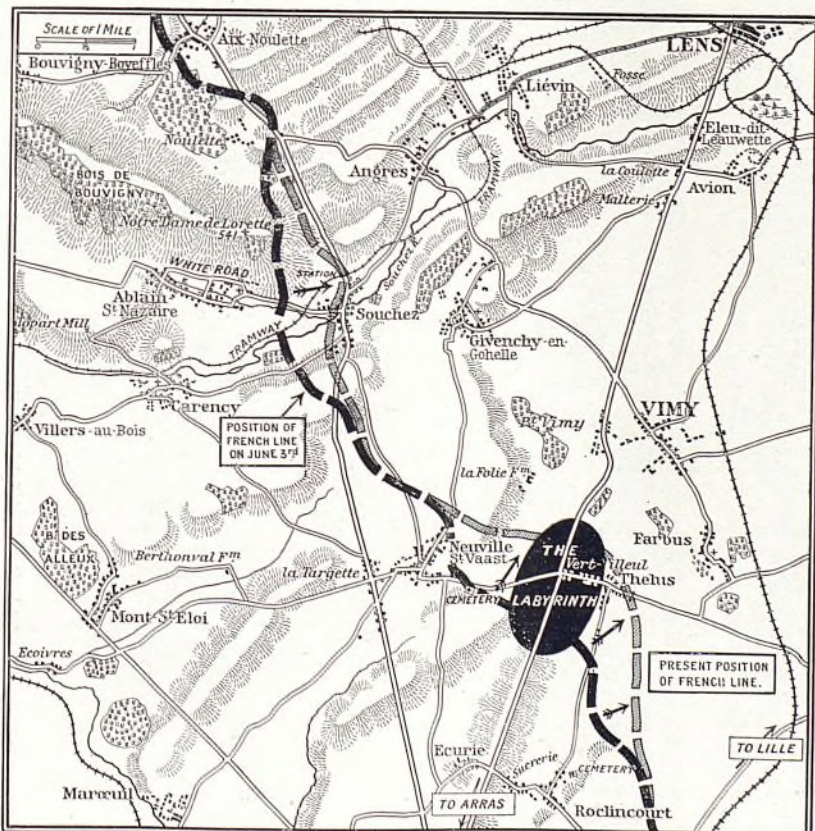 SCALE OF 1 MILE
Aix-Noulette
Bouvigny-Boyeffles
LENS
Liévin
Fosse
Noulette
Eleu-dit-
Leauwette
Angres
la Coulotte
Avion
BOIS DE
BOUVIGNY
TRAMWAY
Malterie
Notre Dame de Lorette
541
Souchez R.
WHITE ROAD
STATION
Ablain
St. Nazaire
Souchez
Givenchy-en-
Gohelle
Topart Mill
TRAMWAY
Carency
VIMY
Villers-au-Bois
POSITION OF
FRENCH LINE
ON JUNE 3rd
Pt. Vimy
la Folie Fm
B. DES
ALLEUX
Berthonval Fm
Neuville
St. Vaast
THE
LABYRINTH
Vert-Tilleul
Farbus
la Targette
Thelus
CEMETERY
Mont-St. Eloi
Ecoivres
PRESENT POSITION
OF FRENCH LINE.
Ecurie
Sucrerie
CEMETERY
TO LILLE
Marœuil
TO ARRAS
Roclincourt